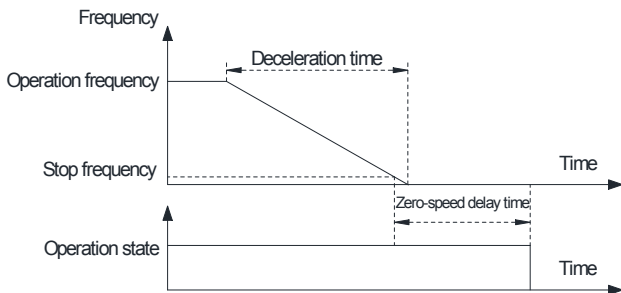 Frequency
Deceleration time
Operation frequency
Stop frequency
Time
Zero-speed delay time
Operation state
Time